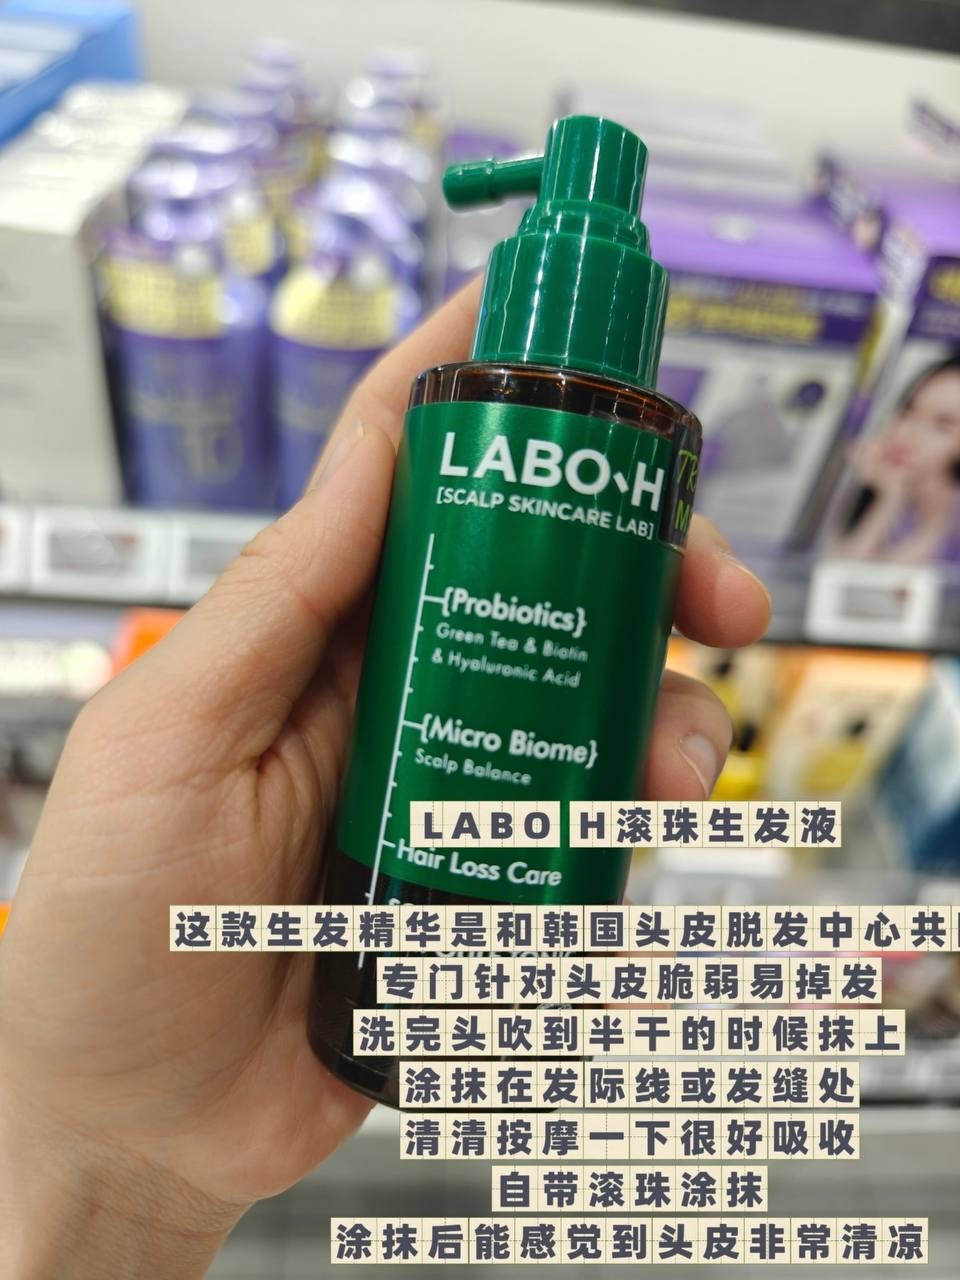 LABO-H
[SCALP SKINCARE LAB]
{Probiotics}
Green Tea & Biotin
& Hyaluronic Acid
{Micro Biome}
Scalp Balance
Hair Loss Care
LABO H滚珠生发液
这款生发精华是和韩国头皮脱发中心共
专门针对头皮脆弱易掉发
洗完头吹到半干的时候抹上
涂抹在发际线或发缝处
清清按摩一下很好吸收
自带滚珠涂抹
涂抹后能感觉到头皮非常清凉